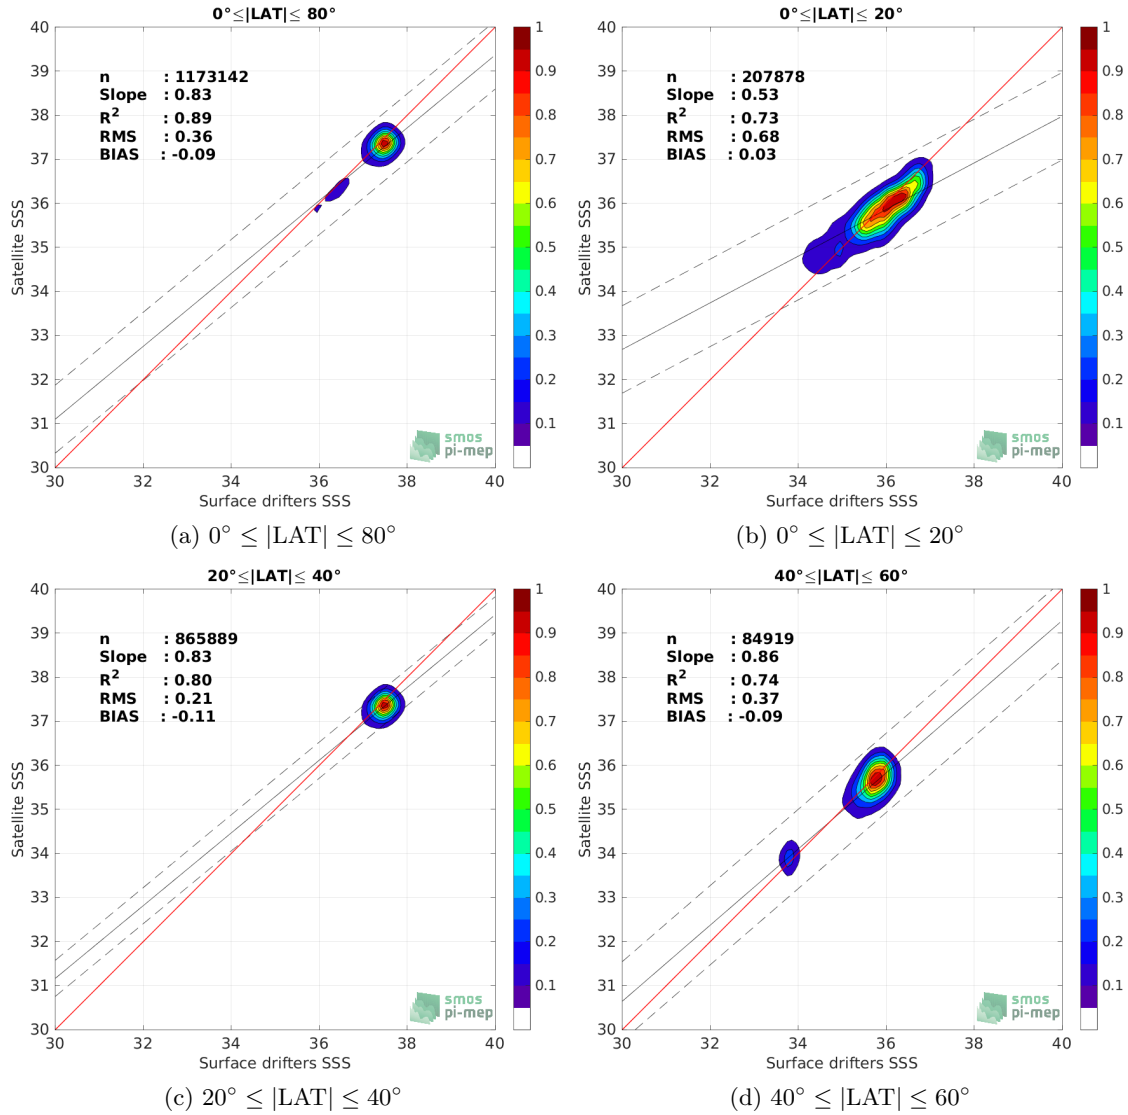 0°≤|LAT|≤ 80°
n : 1173142
Slope : 0.83
R² : 0.89
RMS : 0.36
BIAS : -0.09
Satellite SSS
40
39
38
37
36
35
34
33
32
31
30
30 32 34 36 38 40
Surface drifters SSS
smos
pi-mep
1
0.9
0.8
0.7
0.6
0.5
0.4
0.3
0.2
0.1
(a) 0° ≤ |LAT| ≤ 80°
0°≤|LAT|≤ 20°
n : 207878
Slope : 0.53
R² : 0.73
RMS : 0.68
BIAS : 0.03
Satellite SSS
40
39
38
37
36
35
34
33
32
31
30
30 32 34 36 38 40
Surface drifters SSS
smos
pi-mep
1
0.9
0.8
0.7
0.6
0.5
0.4
0.3
0.2
0.1
(b) 0° ≤ |LAT| ≤ 20°
20°≤|LAT|≤ 40°
n : 865889
Slope : 0.83
R² : 0.80
RMS : 0.21
BIAS : -0.11
Satellite SSS
40
39
38
37
36
35
34
33
32
31
30
30 32 34 36 38 40
Surface drifters SSS
smos
pi-mep
1
0.9
0.8
0.7
0.6
0.5
0.4
0.3
0.2
0.1
(c) 20° ≤ |LAT| ≤ 40°
40°≤|LAT|≤ 60°
n : 84919
Slope : 0.86
R² : 0.74
RMS : 0.37
BIAS : -0.09
Satellite SSS
40
39
38
37
36
35
34
33
32
31
30
30 32 34 36 38 40
Surface drifters SSS
smos
pi-mep
1
0.9
0.8
0.7
0.6
0.5
0.4
0.3
0.2
0.1
(d) 40° ≤ |LAT| ≤ 60°